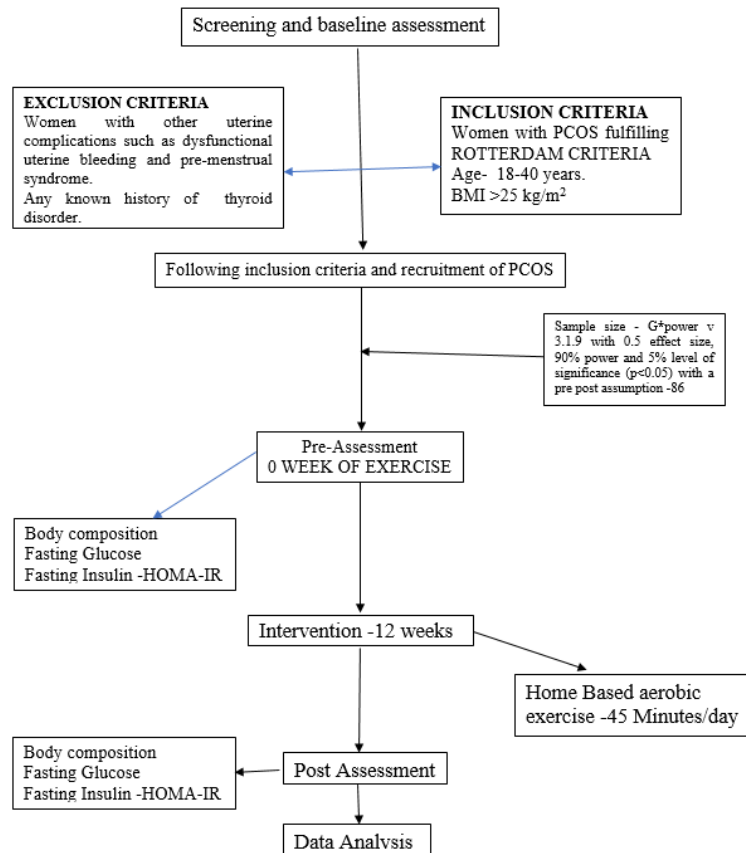 Screening and baseline assessment
EXCLUSION CRITERIA
Women with other uterine
complications such as dysfunctional
uterine bleeding and pre-menstrual
syndrome.
Any known history of thyroid
disorder.
INCLUSION CRITERIA
Women with PCOS fulfilling
ROTTERDAM CRITERIA
Age- 18-40 years.
BMI >25 kg/m²
Following inclusion criteria and recruitment of PCOS
Sample size - G*power v
3.1.9 with 0.5 effect size,
90% power and 5% level of
significance (p<0.05) with a
pre post assumption -86
Pre-Assessment
0 WEEK OF EXERCISE
Body composition
Fasting Glucose
Fasting Insulin -HOMA-IR
Intervention -12 weeks
Home Based aerobic
exercise -45 Minutes/day
Body composition
Fasting Glucose
Fasting Insulin -HOMA-IR
Post Assessment
Data Analysis